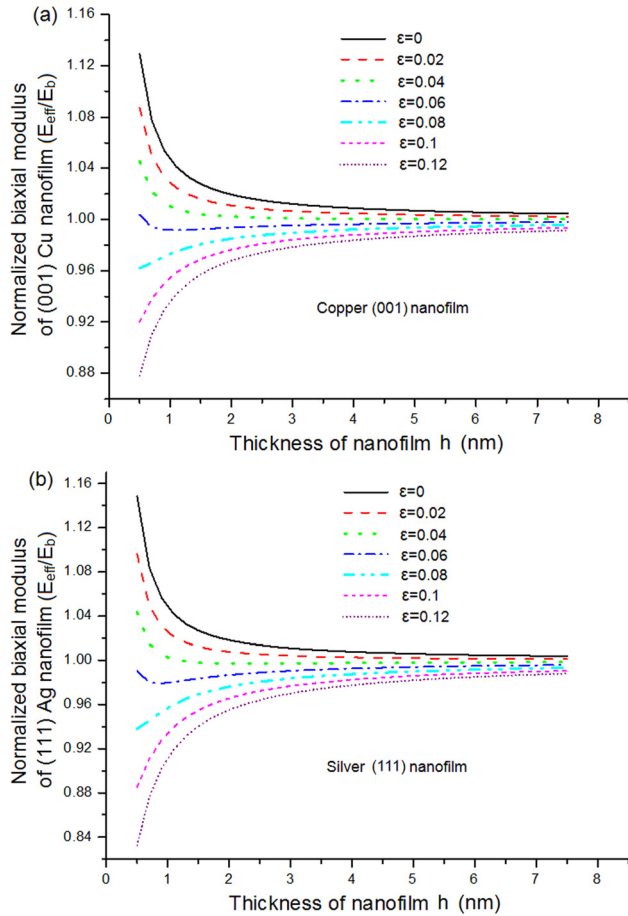 (a)
1.16
1.12
1.08
1.04
1.00
0.96
0.92
0.88
Normalized biaxial modulus
of (001) Cu nanofilm (E_eff/E_b)
ε=0
ε=0.02
ε=0.04
ε=0.06
ε=0.08
ε=0.1
ε=0.12
Copper (001) nanofilm
0 1 2 3 4 5 6 7 8
Thickness of nanofilm h (nm)
(b)
1.16
1.12
1.08
1.04
1.00
0.96
0.92
0.88
0.84
Normalized biaxial modulus
of (111) Ag nanofilm (E_eff/E_b)
ε=0
ε=0.02
ε=0.04
ε=0.06
ε=0.08
ε=0.1
ε=0.12
Silver (111) nanofilm
0 1 2 3 4 5 6 7 8
Thickness of nanofilm h (nm)